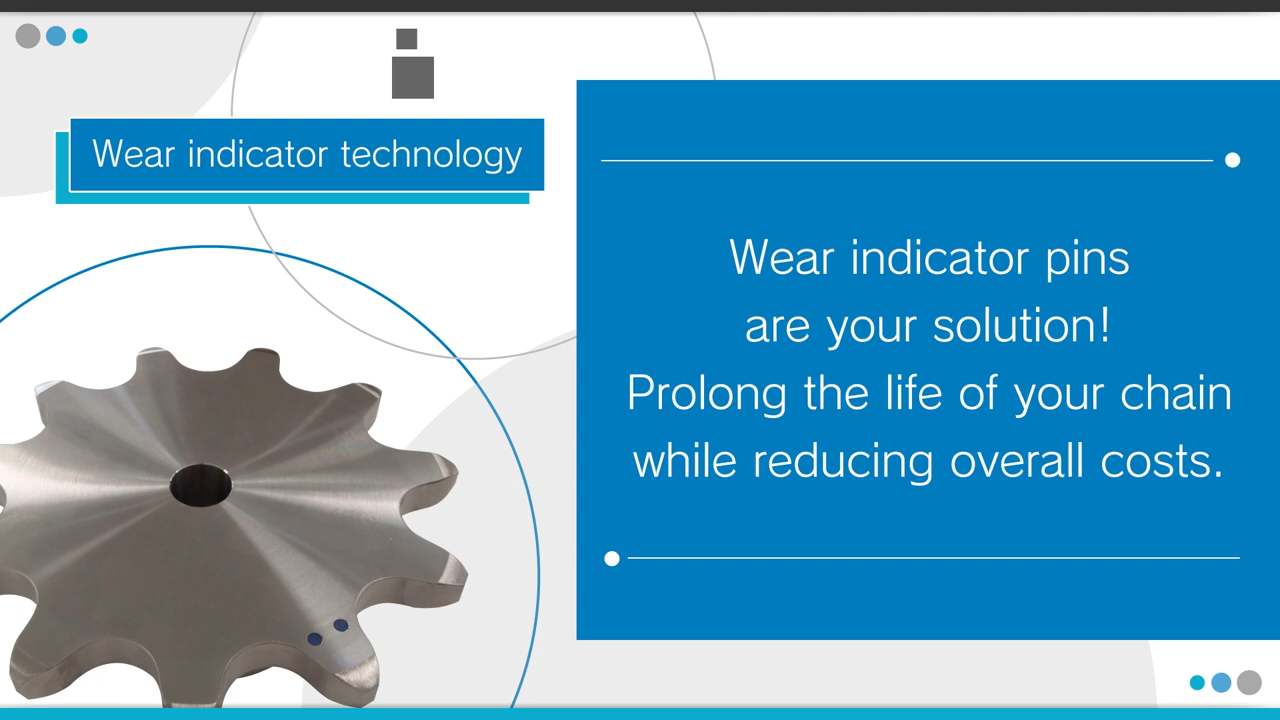 Wear indicator technology
Wear indicator pins
are your solution!
Prolong the life of your chain
while reducing overall costs.